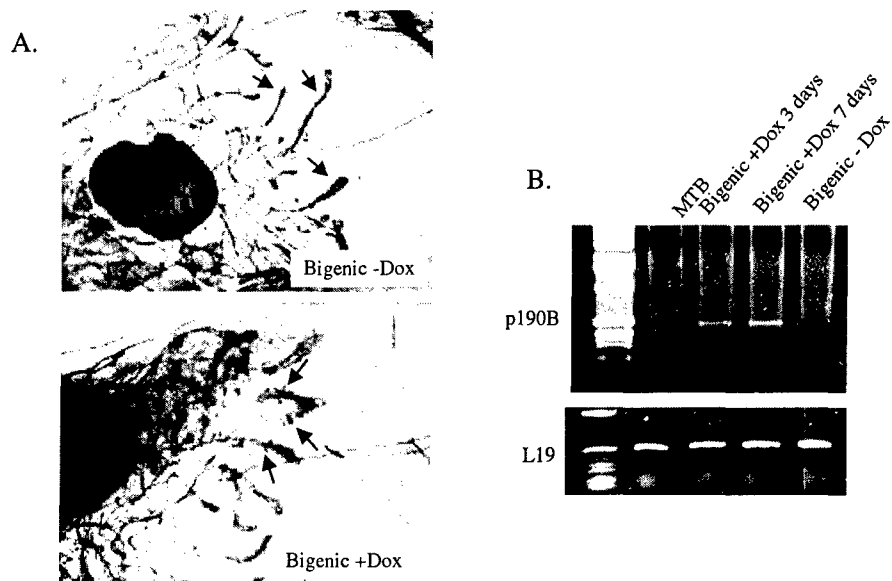 A.
Bigenic -Dox
Bigenic +Dox
B.
MTB
Bigenic +Dox 3 days
Bigenic +Dox 7 days
Bigenic - Dox
p190B
L19